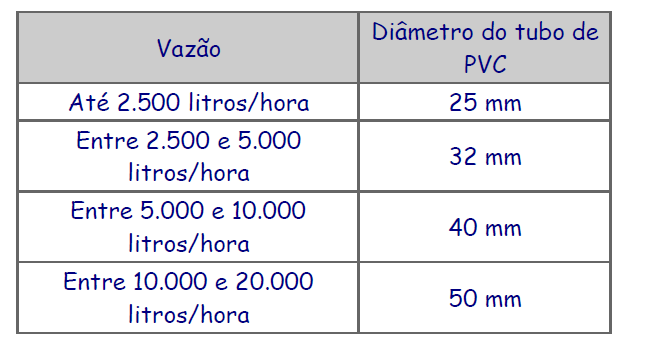 Vazão
Diâmetro do tubo de
PVC
Até 2.500 litros/hora
25 mm
Entre 2.500 e 5.000
litros/hora
32 mm
Entre 5.000 e 10.000
litros/hora
40 mm
Entre 10.000 e 20.000
litros/hora
50 mm